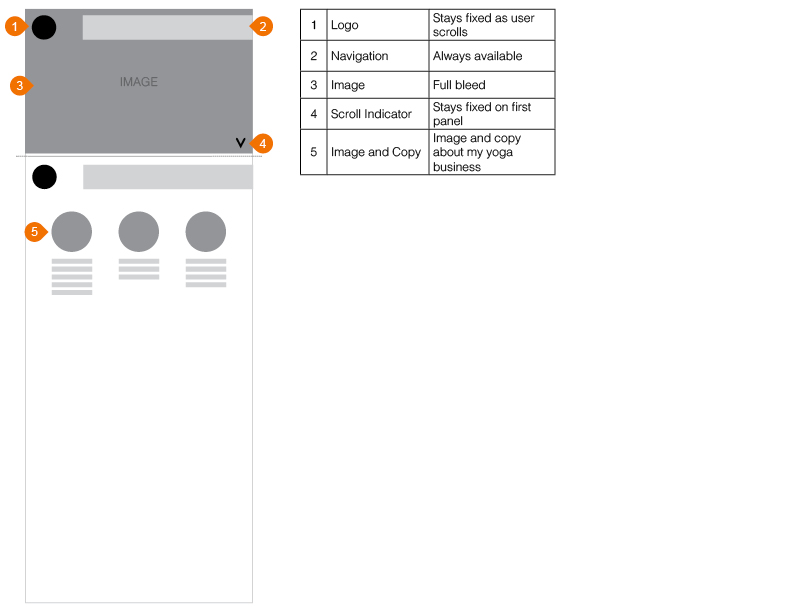 1
2
3
IMAGE
4
5
1 Logo Stays fixed as user
scrolls
2 Navigation Always available
3 Image Full bleed
4 Scroll Indicator Stays fixed on first
panel
5 Image and Copy Image and copy
about my yoga
business